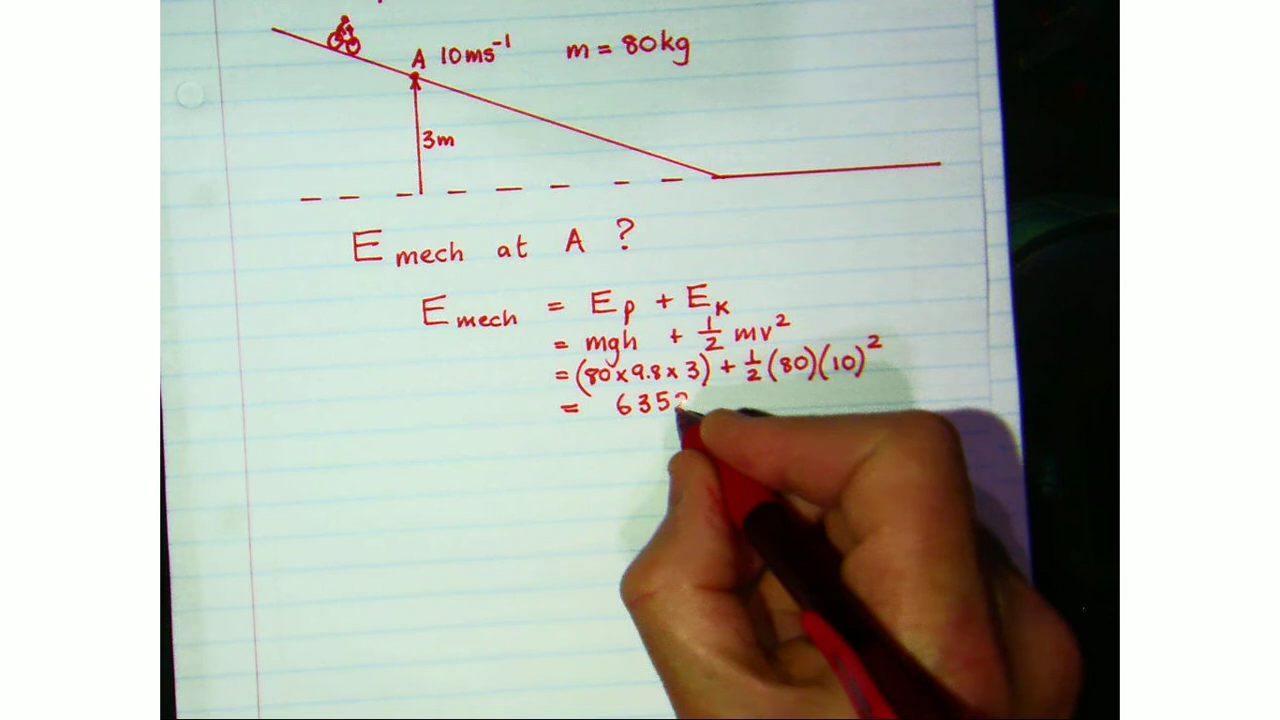 A 10ms⁻¹ m = 80kg
3m
E mech at A ?
E mech = Ep + EK
= mgh + 1/2 mv²
= (80 x 9.8 x 3) + 1/2 (80)(10)²
= 6352